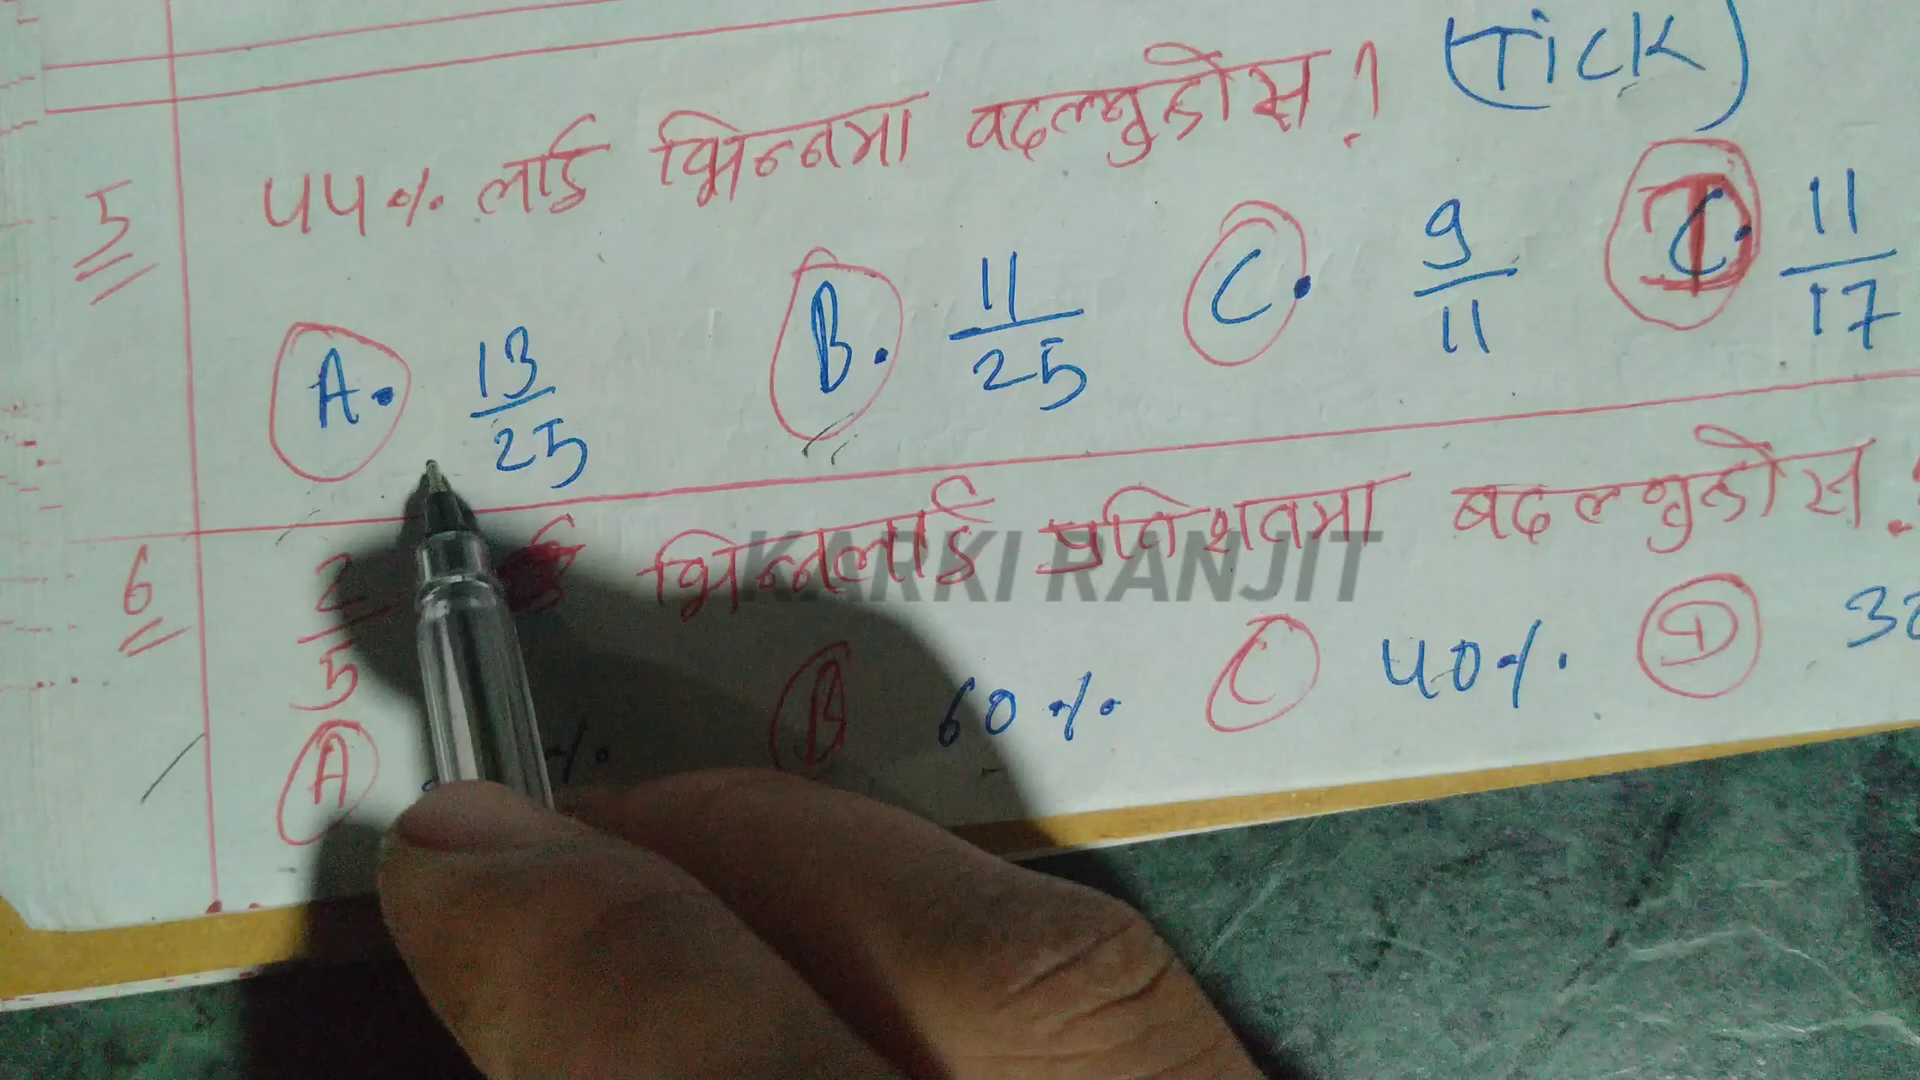 (TICK)
5 44% लाई भिन्नमा बदल्नुहोस ?
A. 13/25 B. 11/25 C. 9/11 11/17
6 2/5 भिन्नलाई प्रतिशतमा बदल्नुहोस ?
A % B 60% C 40% D
KARKI RANJIT